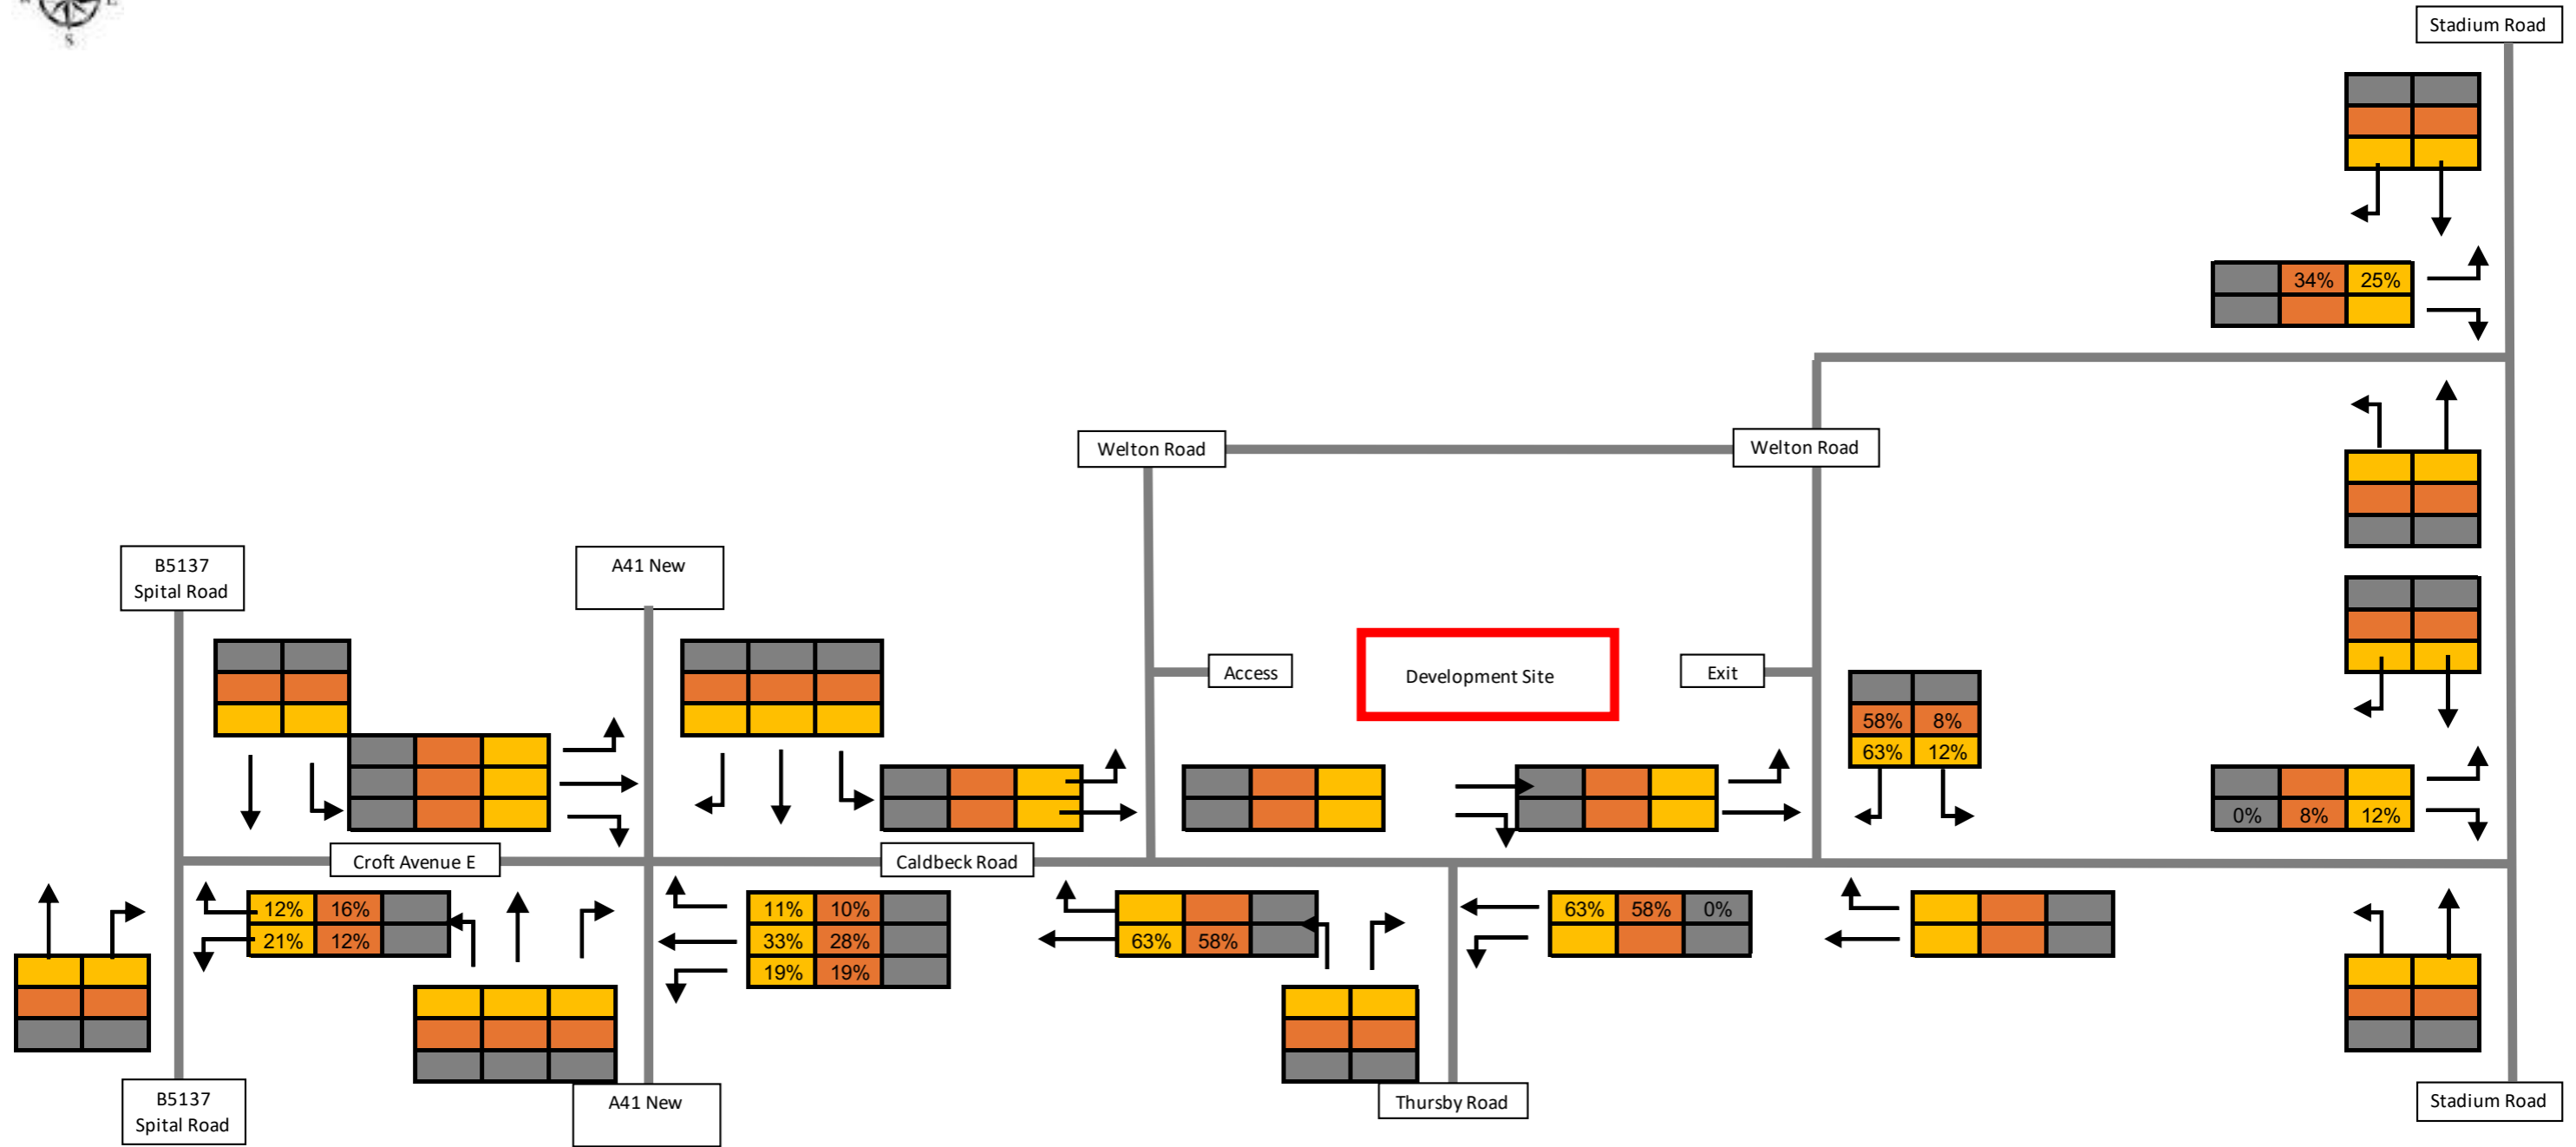 E
S
Stadium Road
34% 25%
Welton Road
Welton Road
B5137
Spital Road
A41 New
Access
Development Site
Exit
58% 8%
63% 12%
0% 8% 12%
Croft Avenue E
Caldbeck Road
12% 16%
21% 12%
11% 10%
33% 28%
19% 19%
63% 58%
63% 58% 0%
B5137
Spital Road
A41 New
Thursby Road
Stadium Road